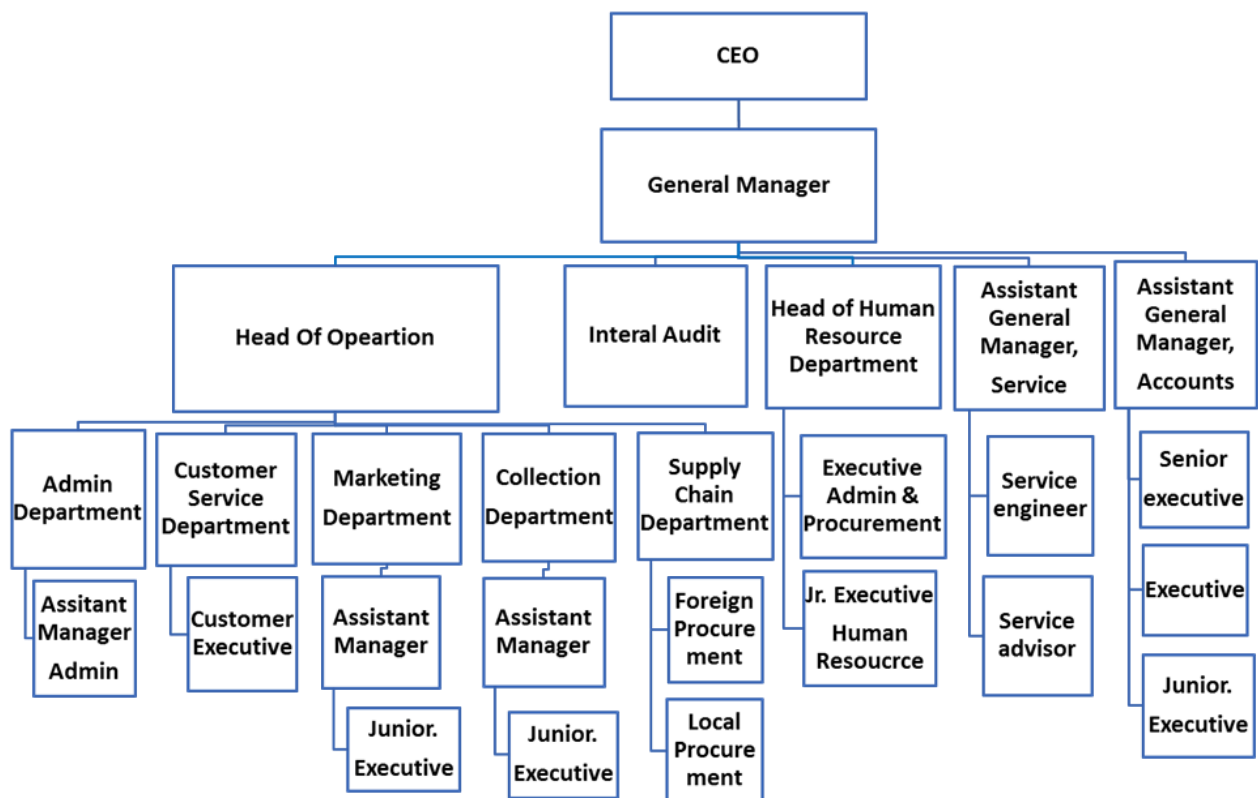 CEO
General Manager
Head Of Opeartion
Interal Audit
Head of Human
Resource
Department
Assistant
General
Manager,
Service
Assistant
General
Manager,
Accounts
Admin
Department
Customer
Service
Department
Marketing
Department
Collection
Department
Supply
Chain
Department
Executive
Admin &
Procurement
Service
engineer
Senior
executive
Assitant
Manager
Admin
Customer
Executive
Assistant
Manager
Assistant
Manager
Foreign
Procure
ment
Jr. Executive
Human
Resoucrce
Service
advisor
Executive
Junior.
Executive
Junior.
Executive
Local
Procure
ment
Junior.
Executive